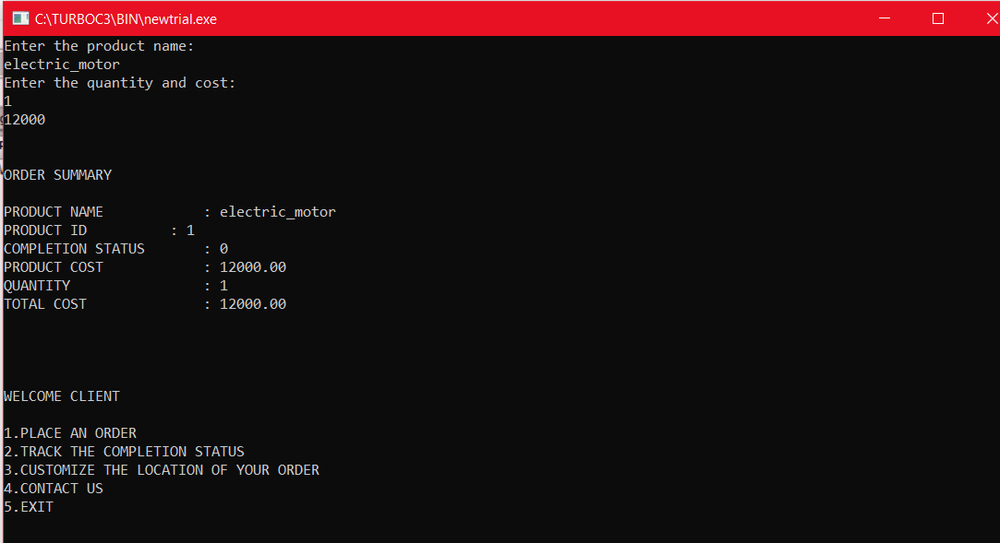 C:\TURBOC3\BIN\newtrial.exe
Enter the product name:
electric_motor
Enter the quantity and cost:
1
12000
ORDER SUMMARY
PRODUCT NAME : electric_motor
PRODUCT ID : 1
COMPLETION STATUS : 0
PRODUCT COST : 12000.00
QUANTITY : 1
TOTAL COST : 12000.00
WELCOME CLIENT
1.PLACE AN ORDER
2.TRACK THE COMPLETION STATUS
3.CUSTOMIZE THE LOCATION OF YOUR ORDER
4.CONTACT US
5.EXIT